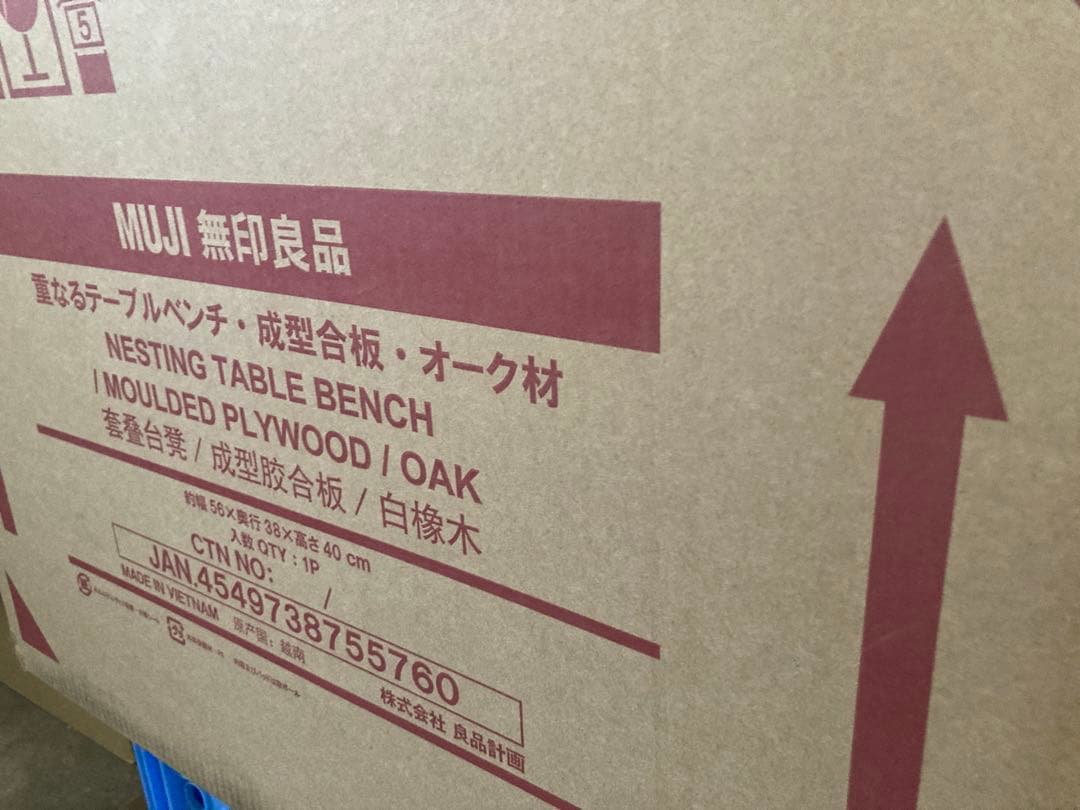 5
MUJI 無印良品
重なるテーブルベンチ・成型合板・オーク材
NESTING TABLE BENCH
/ MOULDED PLYWOOD / OAK
套叠台凳 / 成型胶合板 / 白橡木
約幅 56×奥行 38×高さ 40 cm
入数 QTY : 1P
CTN NO: /
JAN.4549738755760
MADE IN VIETNAM 原产国: 越南
株式会社 良品計画